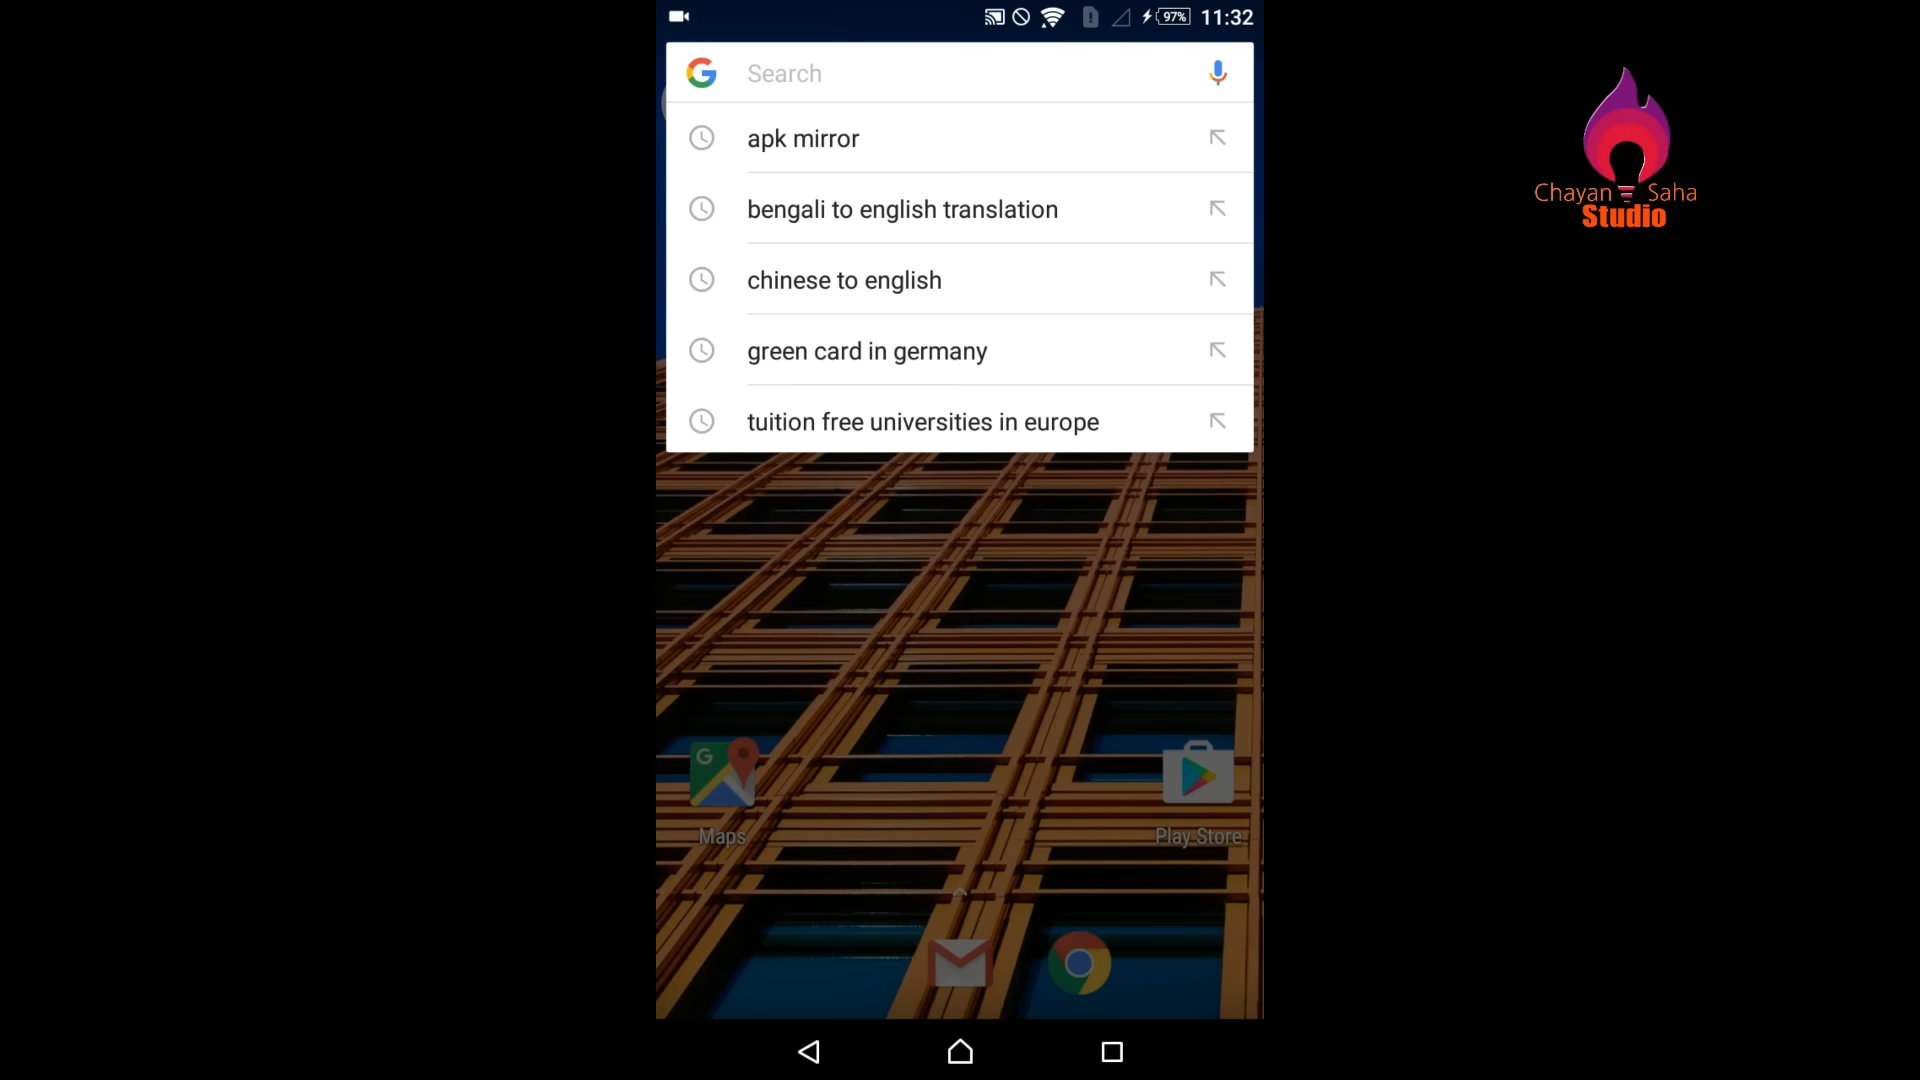 97% 11:32
Search
apk mirror
bengali to english translation
chinese to english
green card in germany
tuition free universities in europe
Chayan Saha
Studio
G
Maps
Play Store